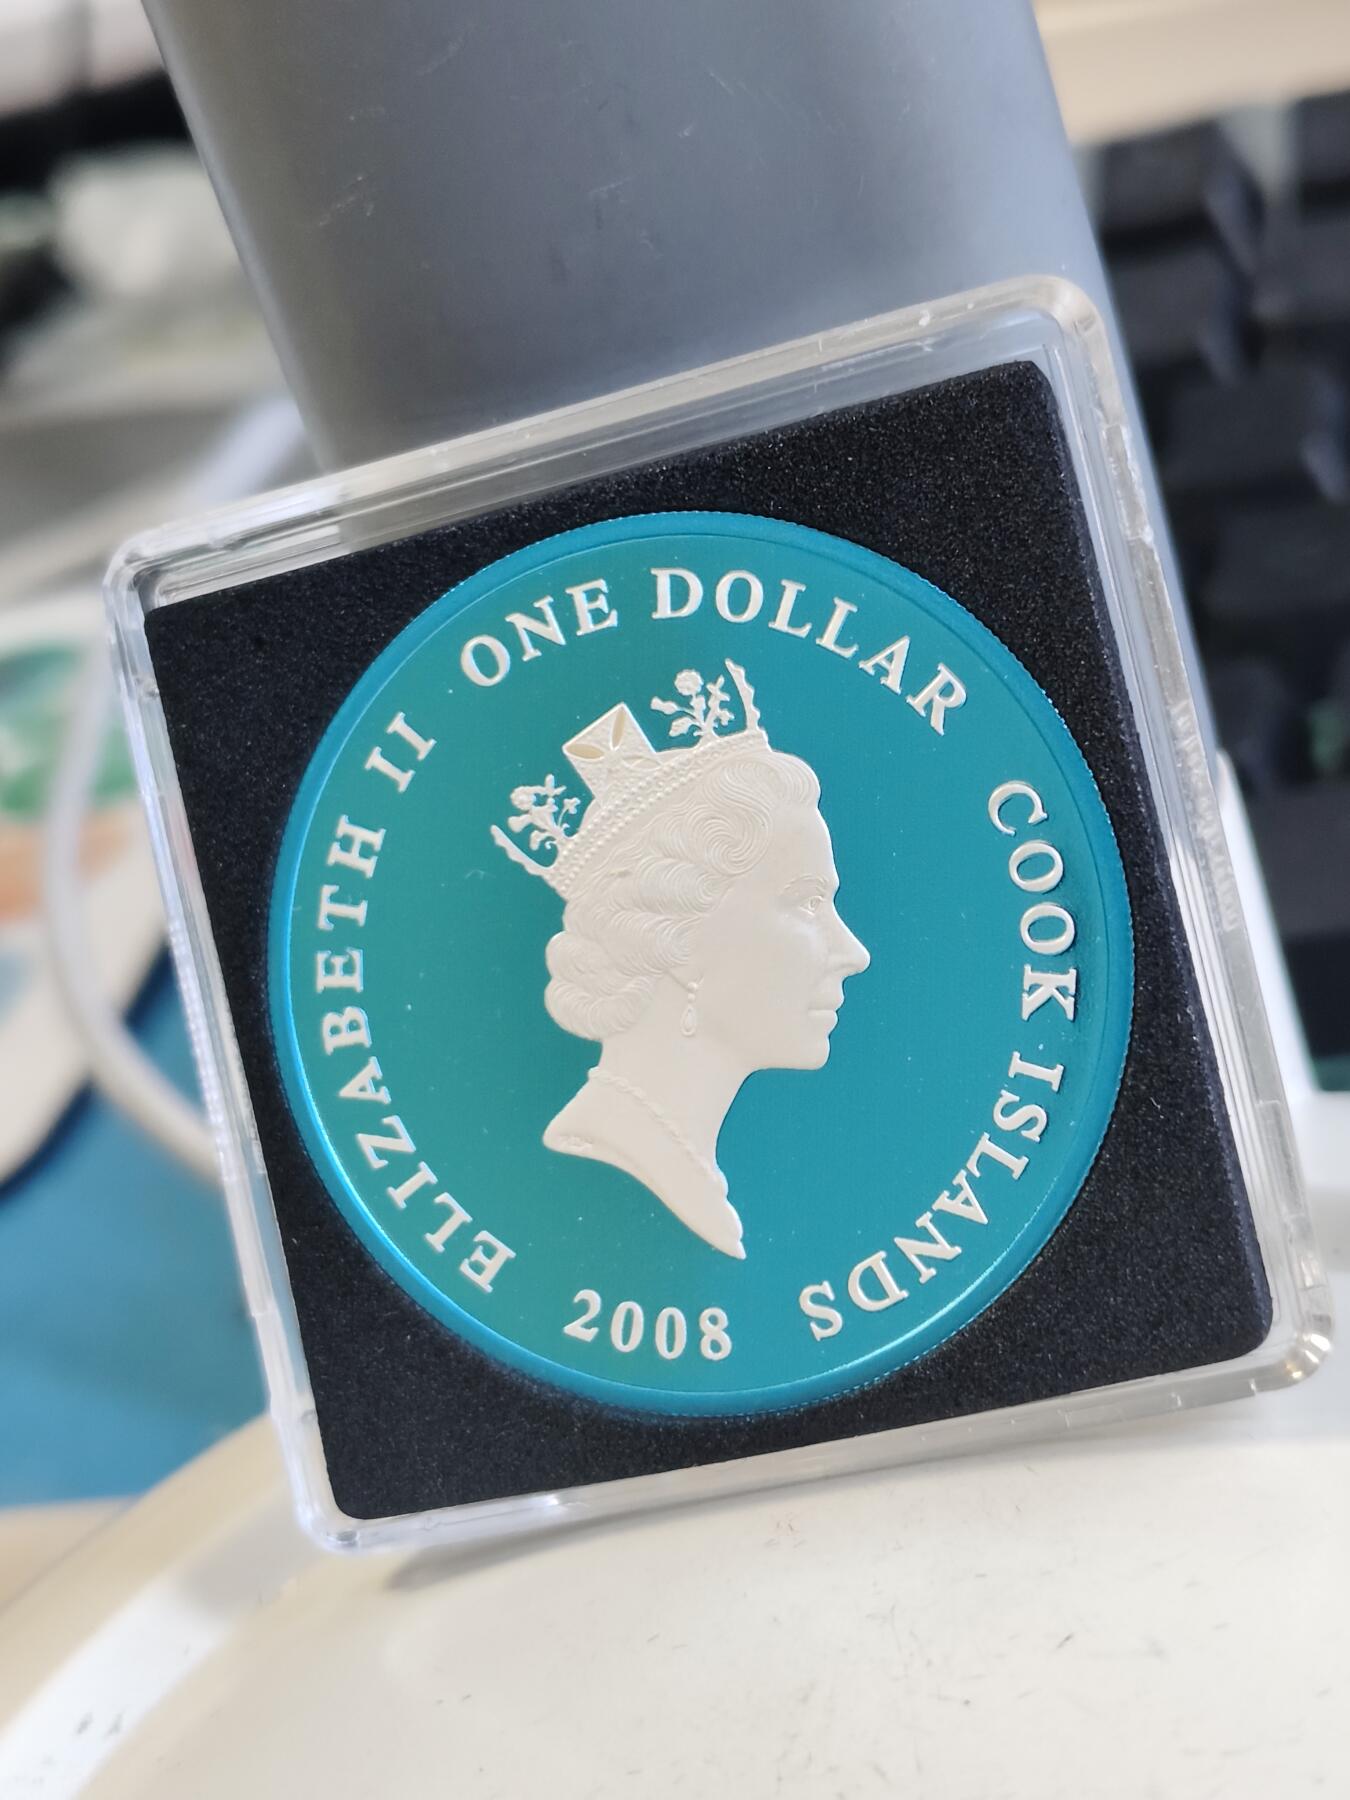 ELIZABETH II
ONE DOLLAR
COOK ISLANDS
2008